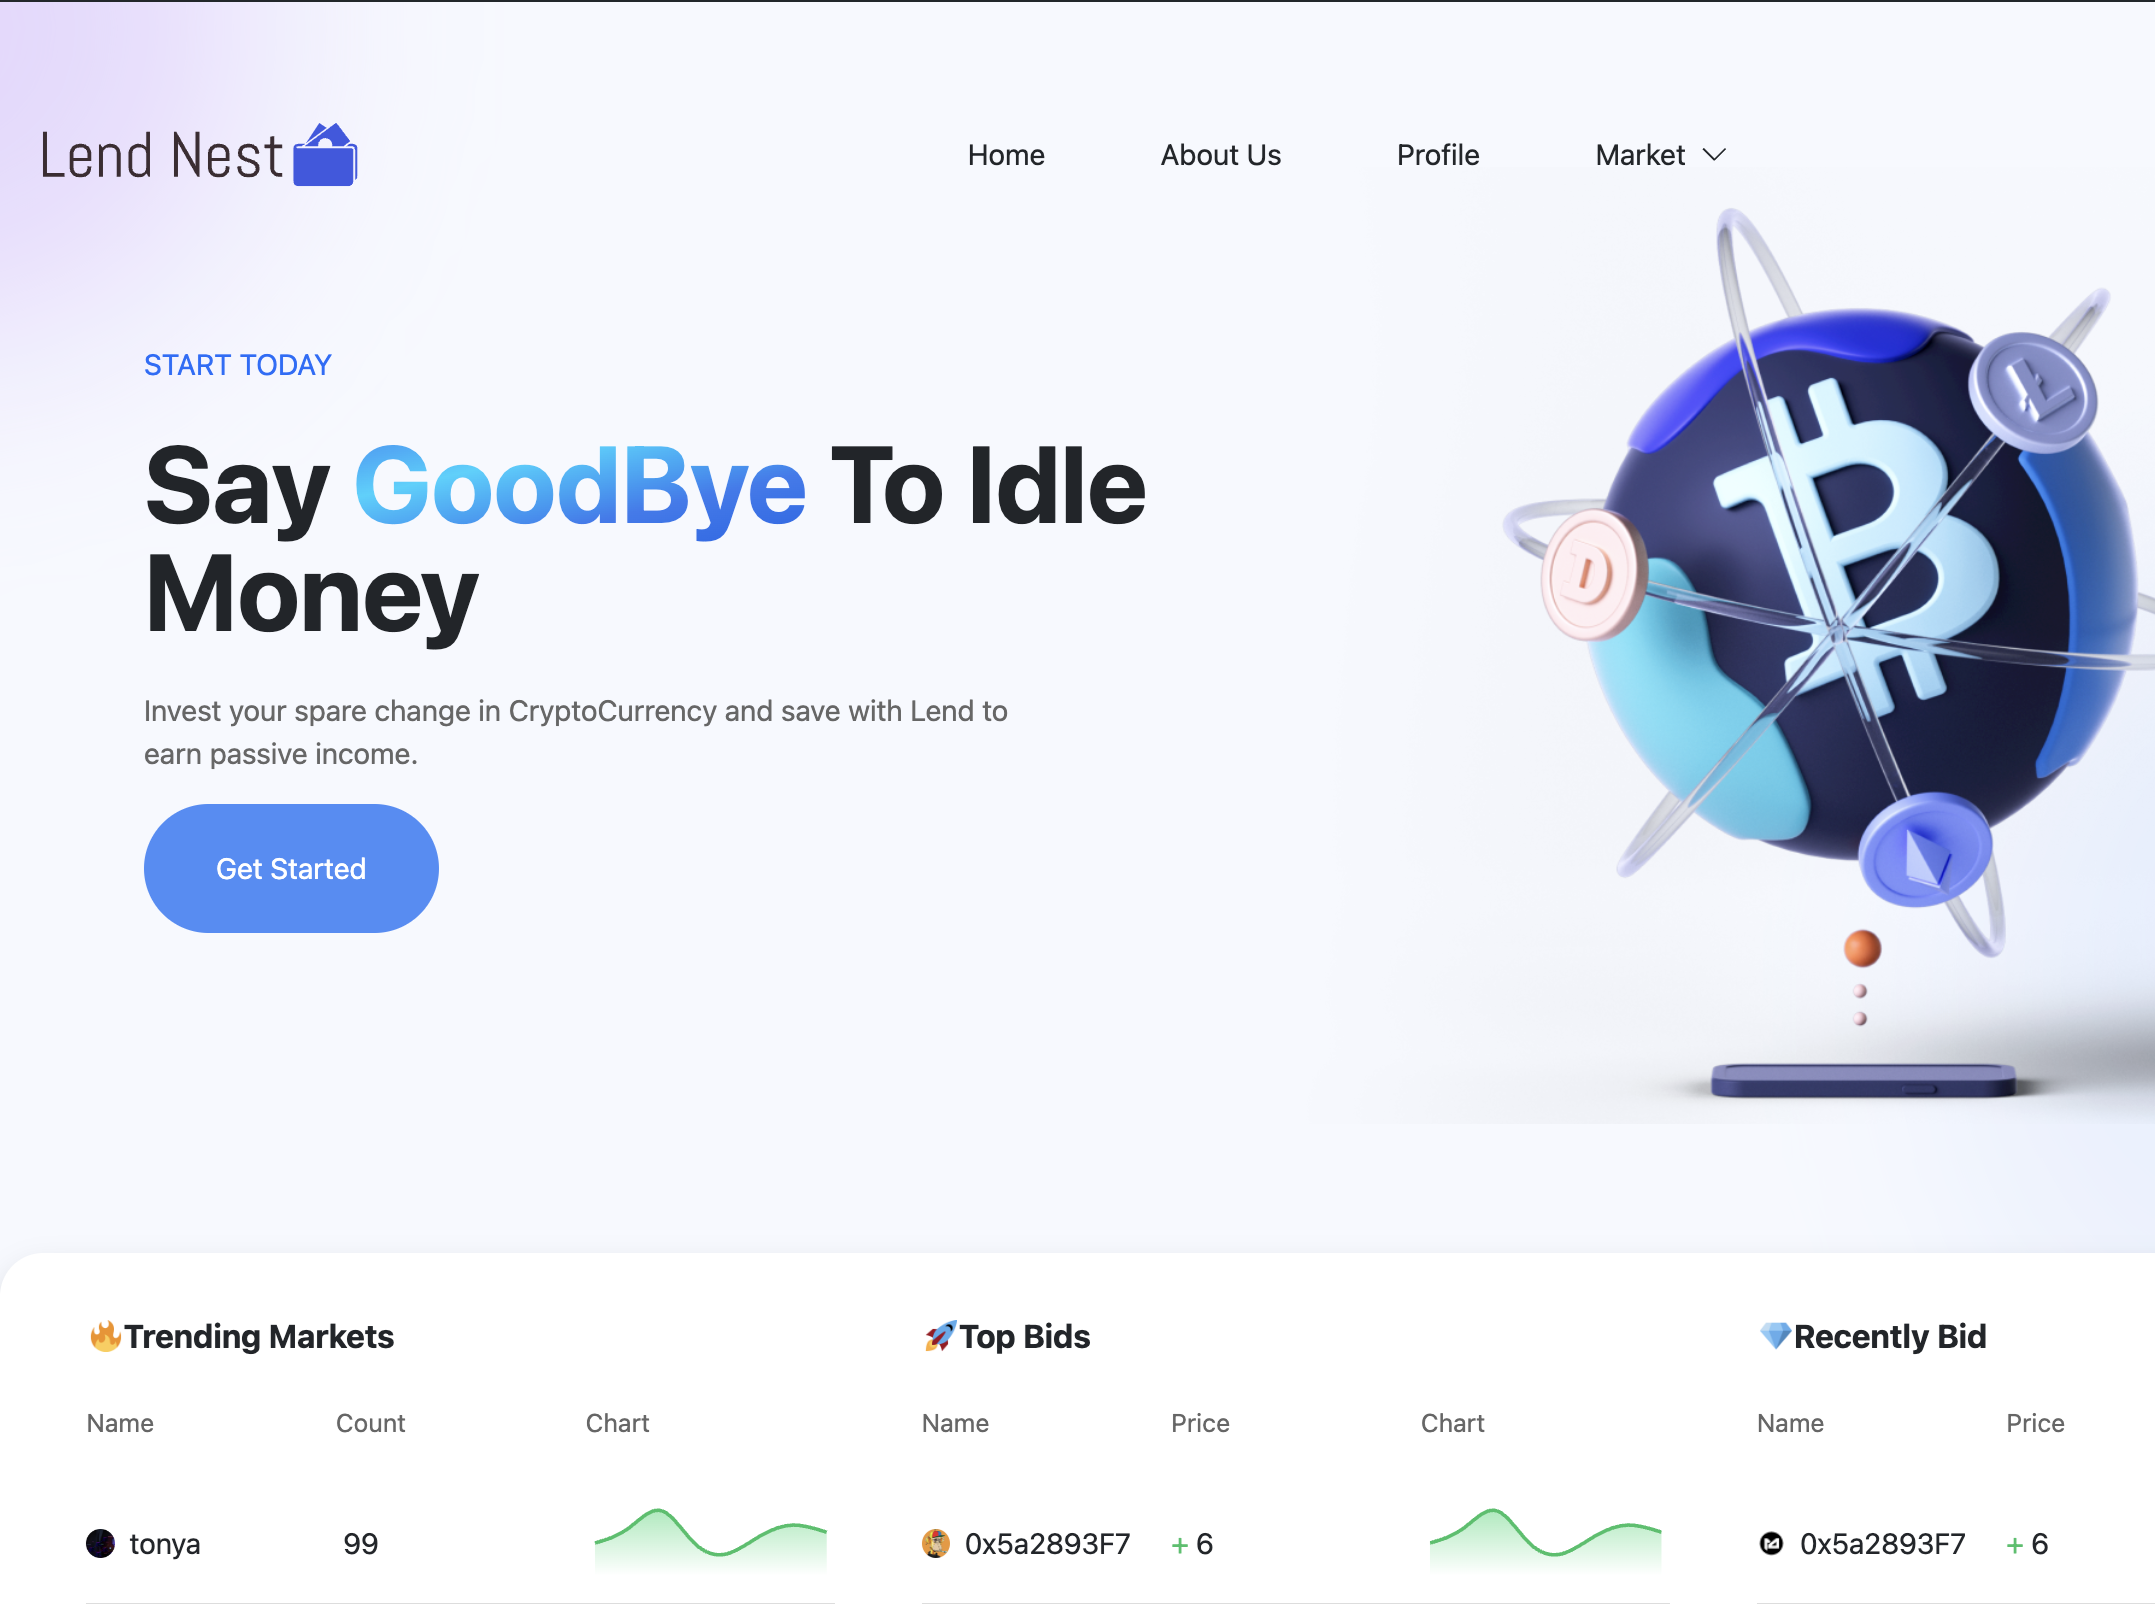 Lend Nest
Home About Us Profile Market
START TODAY
Say GoodBye To Idle
Money
Invest your spare change in CryptoCurrency and save with Lend to
earn passive income.
Get Started
🔥Trending Markets 🚀Top Bids 💎Recently Bid
Name Count Chart Name Price Chart Name Price
tonya 99 0x5a2893F7 + 6 0x5a2893F7 + 6